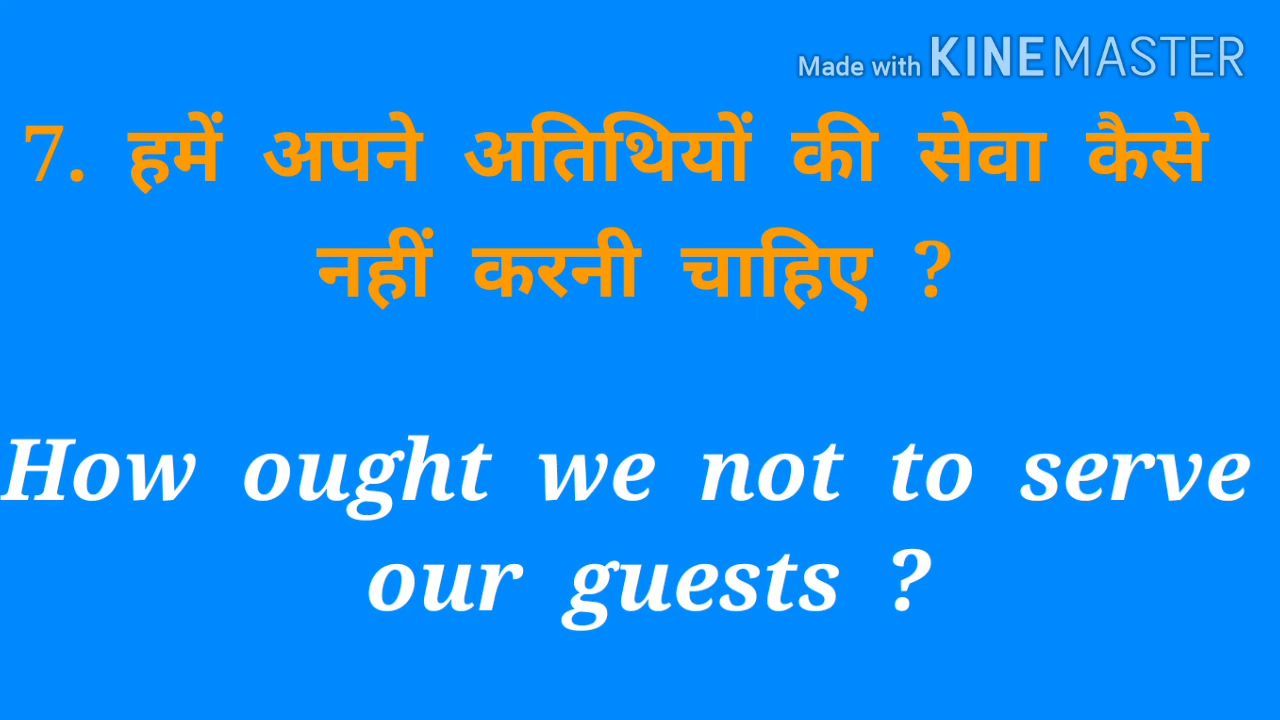 Made with KINEMASTER
7. हमें अपने अतिथियों की सेवा कैसे
नहीं करनी चाहिए ?
How ought we not to serve
our guests ?